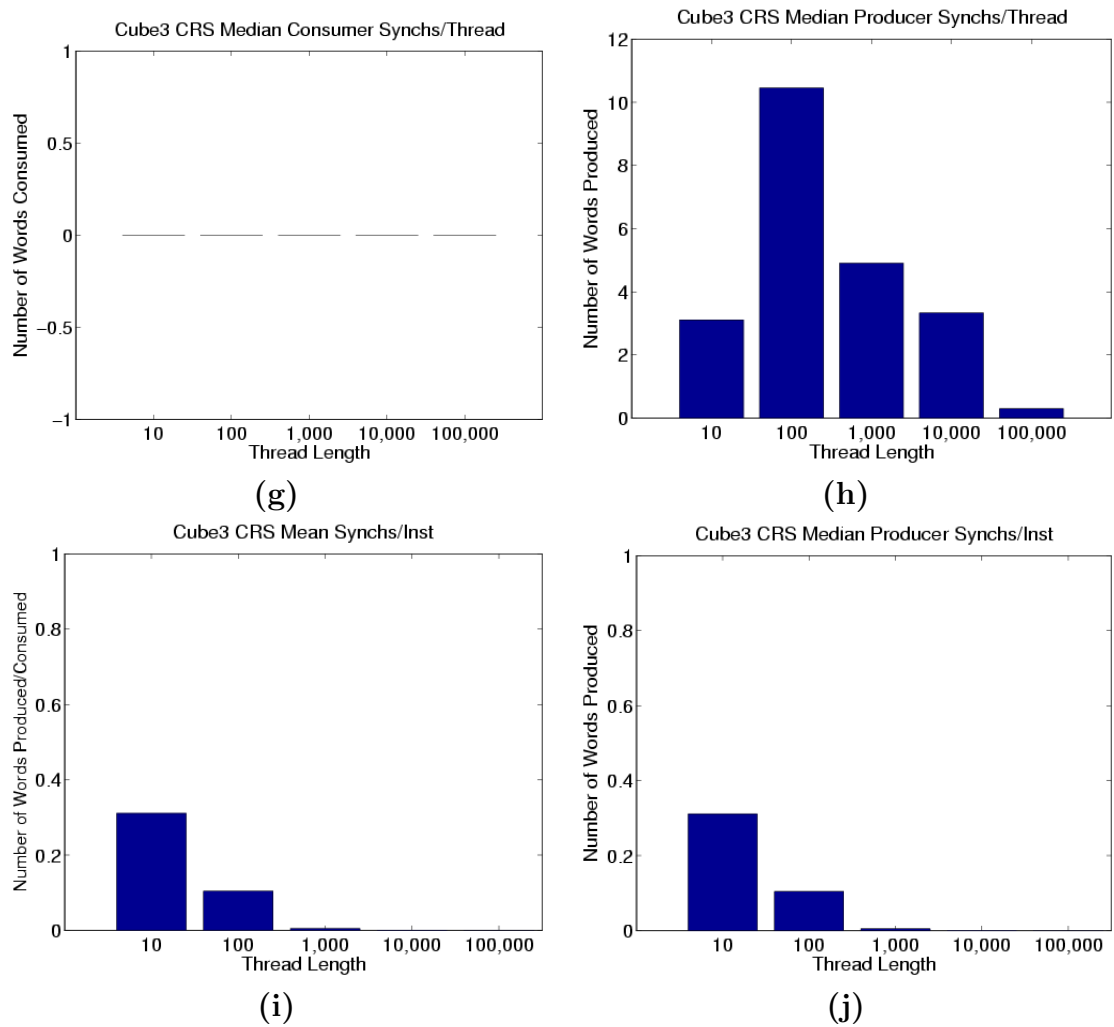 Cube3 CRS Median Consumer Synchs/Thread
Number of Words Consumed
1
0.5
0
−0.5
−1
10 100 1,000 10,000 100,000
Thread Length
(g)
Cube3 CRS Median Producer Synchs/Thread
Number of Words Produced
12
10
8
6
4
2
0
10 100 1,000 10,000 100,000
Thread Length
(h)
Cube3 CRS Mean Synchs/Inst
Number of Words Produced/Consumed
1
0.8
0.6
0.4
0.2
0
10 100 1,000 10,000 100,000
Thread Length
(i)
Cube3 CRS Median Producer Synchs/Inst
Number of Words Produced
1
0.8
0.6
0.4
0.2
0
10 100 1,000 10,000 100,000
Thread Length
(j)